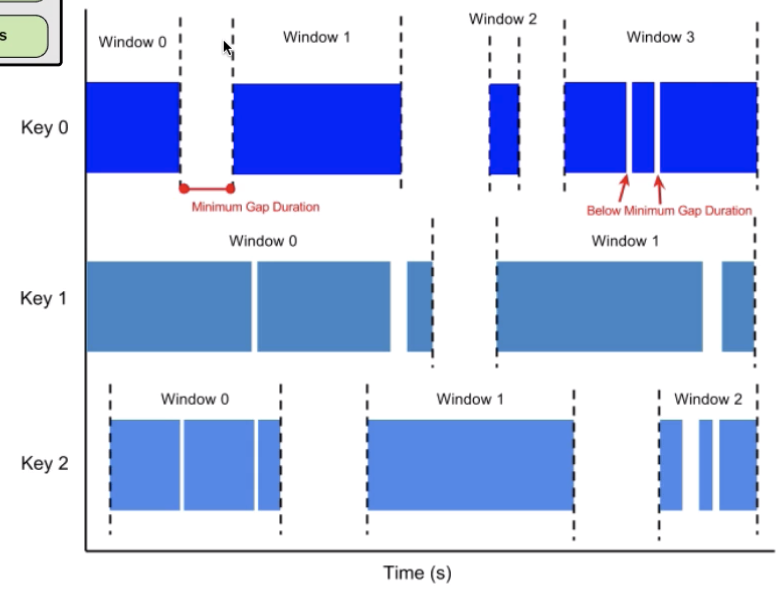 s
Window 0
Window 1
Window 2
Window 3
Key 0
Minimum Gap Duration
Below Minimum Gap Duration
Window 0
Window 1
Key 1
Window 0
Window 1
Window 2
Key 2
Time (s)